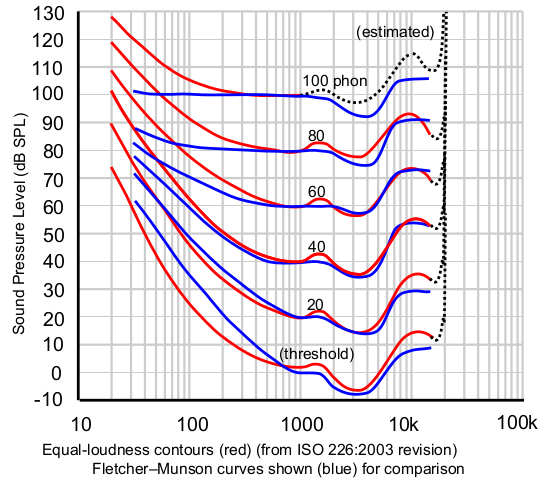 Sound Pressure Level (dB SPL)
130
120
110
100
90
80
70
60
50
40
30
20
10
0
-10
(estimated)
100 phon
80
60
40
20
(threshold)
10 100 1000 10k 100k
Equal-loudness contours (red) (from ISO 226:2003 revision)
Fletcher–Munson curves shown (blue) for comparison